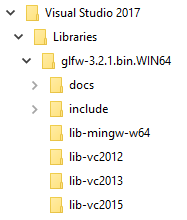 Visual Studio 2017
Libraries
glfw-3.2.1.bin.WIN64
docs
include
lib-mingw-w64
lib-vc2012
lib-vc2013
lib-vc2015